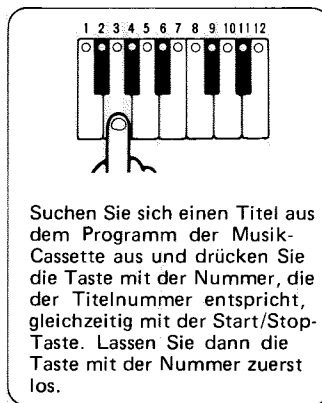 1 2 3 4 5 6 7 8 9 10 11 12
Suchen Sie sich einen Titel aus
dem Programm der Musik-
Cassette aus und drücken Sie
die Taste mit der Nummer, die
der Titelnummer entspricht,
gleichzeitig mit der Start/Stop-
Taste. Lassen Sie dann die
Taste mit der Nummer zuerst
los.